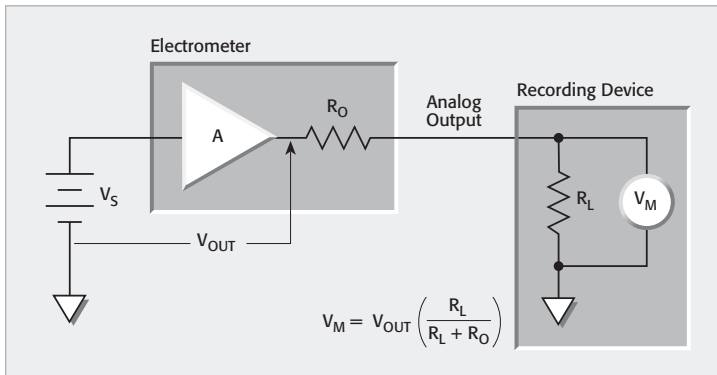 Electrometer
A
R_O
Analog
Output
Recording Device
V_S
R_L
V_M
V_OUT
V_M = V_OUT ( R_L / R_L + R_O )